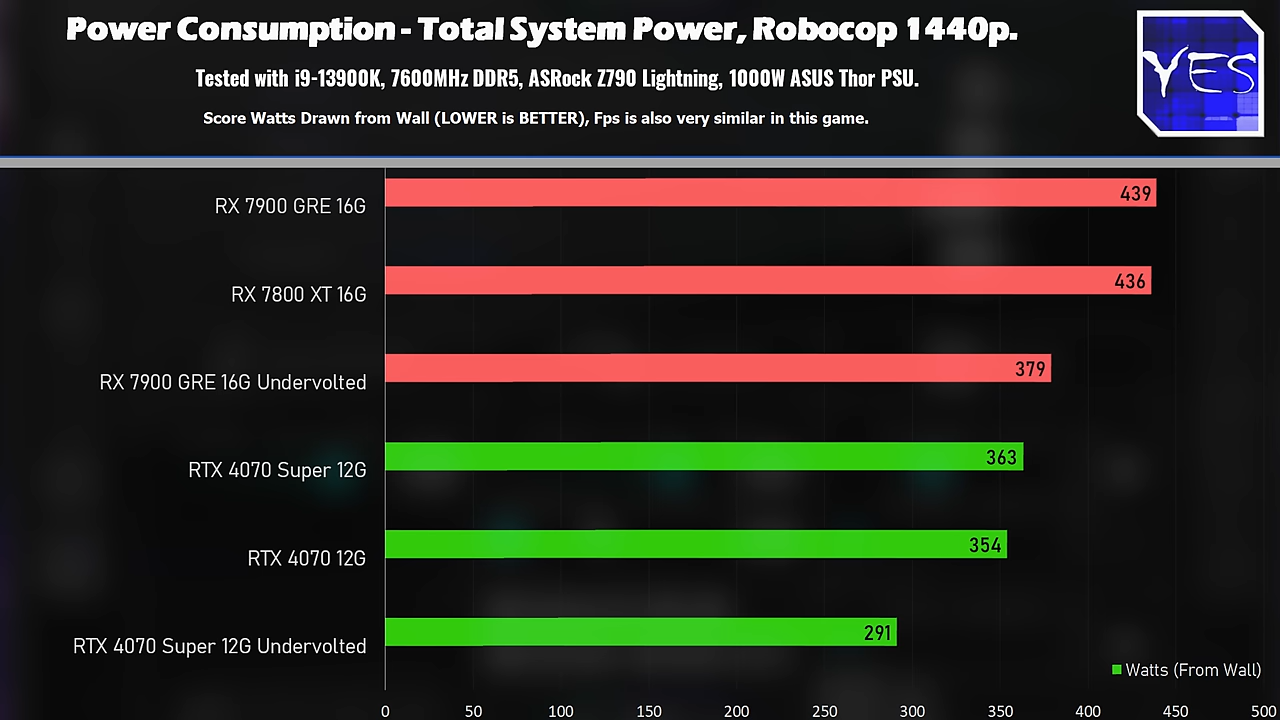 Power Consumption - Total System Power, Robocop 1440p.
Tested with i9-13900K, 7600MHz DDR5, ASRock Z790 Lightning, 1000W ASUS Thor PSU.
Score Watts Drawn from Wall (LOWER is BETTER), Fps is also very similar in this game.
YES
RX 7900 GRE 16G 439
RX 7800 XT 16G 436
RX 7900 GRE 16G Undervolted 379
RTX 4070 Super 12G 363
RTX 4070 12G 354
RTX 4070 Super 12G Undervolted 291
Watts (From Wall)
0 50 100 150 200 250 300 350 400 450 500